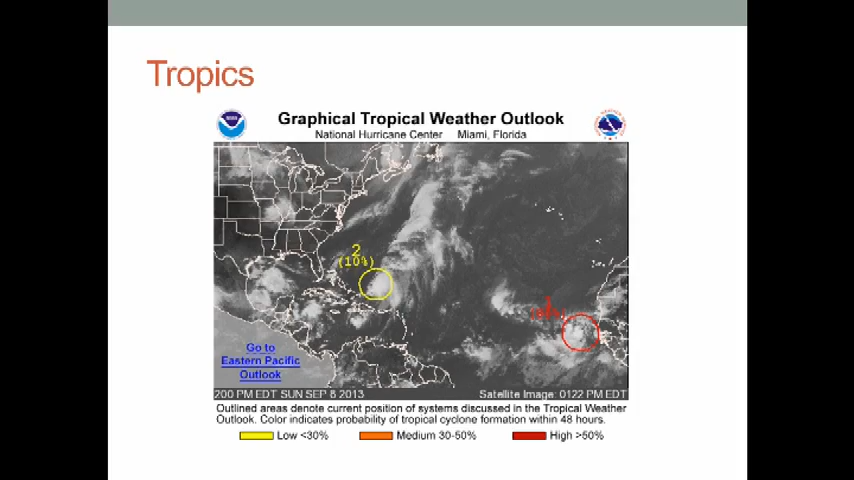 Tropics
Graphical Tropical Weather Outlook
National Hurricane Center Miami, Florida
2
(10%)
Go to
Eastern Pacific
Outlook
200 PM EDT SUN SEP 8 2013 Satellite Image: 0122 PM EDT
Outlined areas denote current position of systems discussed in the Tropical Weather
Outlook. Color indicates probability of tropical cyclone formation within 48 hours.
Low <30% Medium 30-50% High >50%